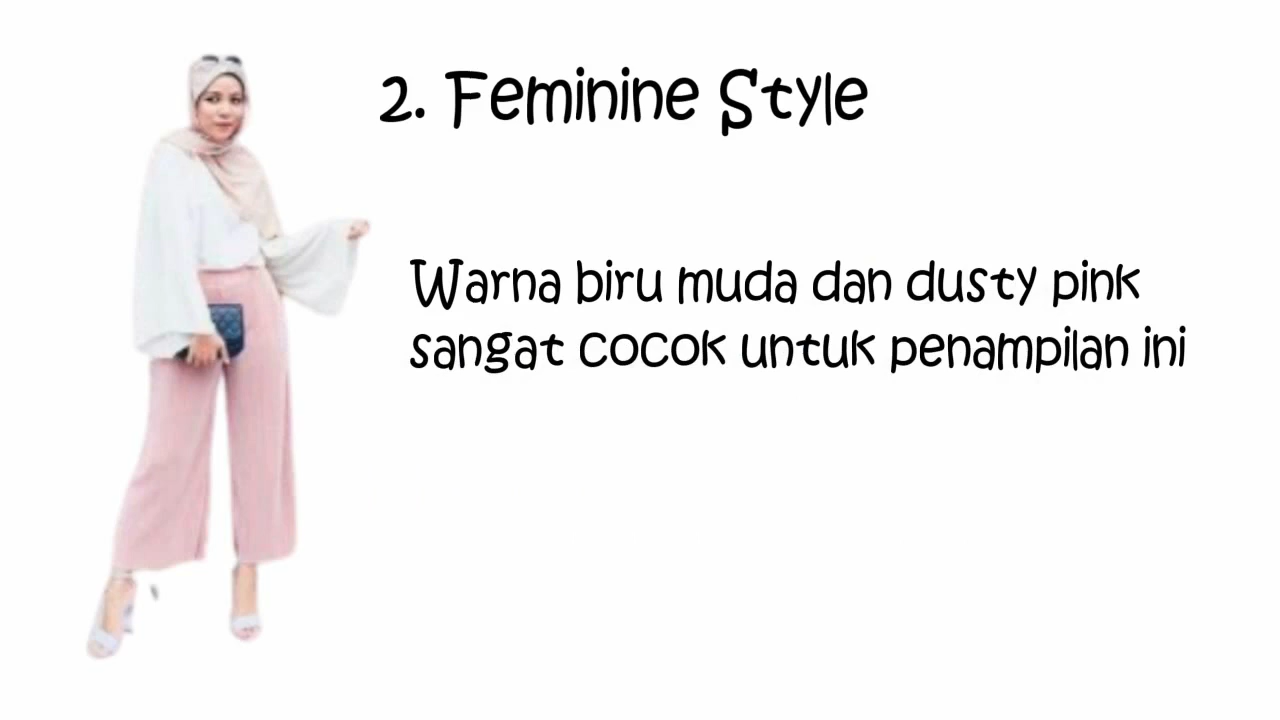 2. Feminine Style
Warna biru muda dan dusty pink
sangat cocok untuk penampilan ini